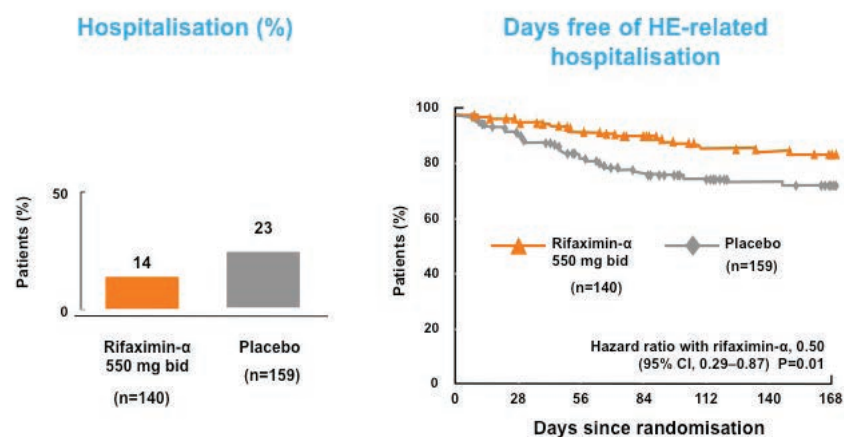 Hospitalisation (%)
50
0
Patients (%)
14
23
Rifaximin-α
550 mg bid
(n=140)
Placebo
(n=159)
Days free of HE-related
hospitalisation
100
80
60
40
20
0
Patients (%)
Rifaximin-α
550 mg bid
(n=140)
Placebo
(n=159)
Hazard ratio with rifaximin-α, 0.50
(95% CI, 0.29–0.87) P=0.01
0 28 56 84 112 140 168
Days since randomisation